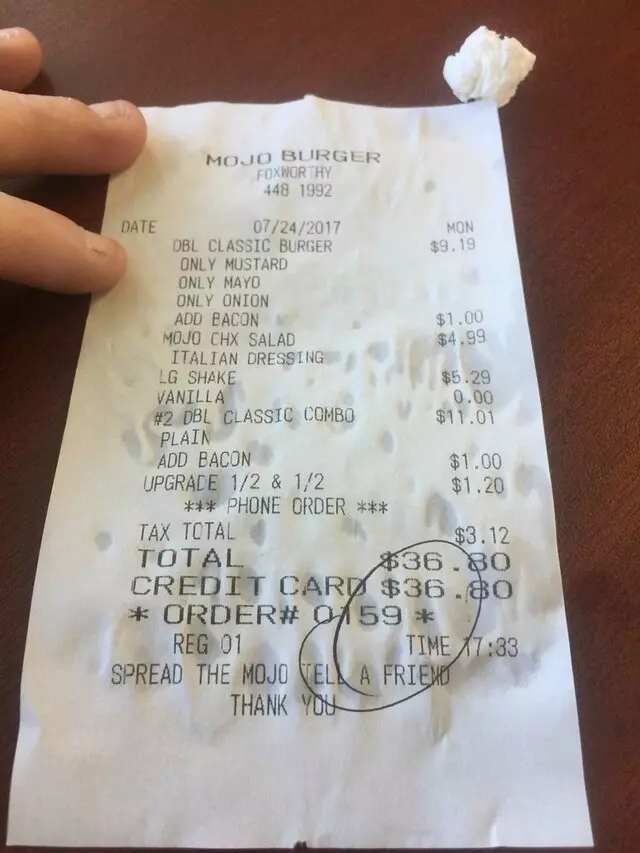 MOJO BURGER
FOXWORTHY
448 1992
DATE 07/24/2017 MON
DBL CLASSIC BURGER $9.19
ONLY MUSTARD
ONLY MAYO
ONLY ONION
ADD BACON $1.00
MOJO CHX SALAD $4.99
ITALIAN DRESSING
LG SHAKE $5.29
VANILLA 0.00
#2 DBL CLASSIC COMBO $11.01
PLAIN
ADD BACON $1.00
UPGRADE 1/2 & 1/2 $1.20
*** PHONE ORDER ***
TAX TOTAL $3.12
TOTAL $36.80
CREDIT CARD $36.80
* ORDER# 0159 *
REG 01 TIME 17:33
SPREAD THE MOJO TELL A FRIEND
THANK YOU